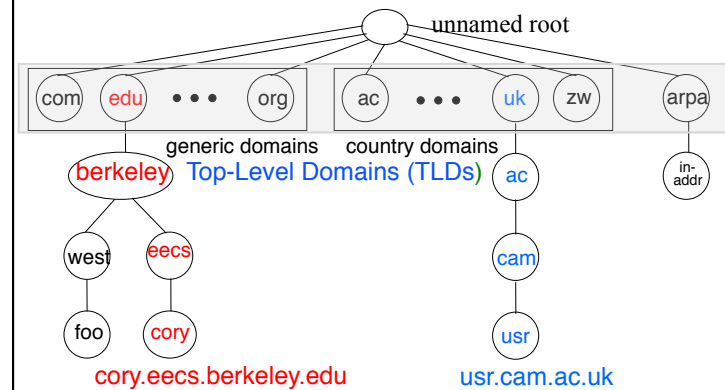 unnamed root
com edu • • • org ac • • • uk zw arpa
generic domains country domains
berkeley Top-Level Domains (TLDs) ac in-
addr
west eecs cam
foo cory usr
cory.eecs.berkeley.edu usr.cam.ac.uk